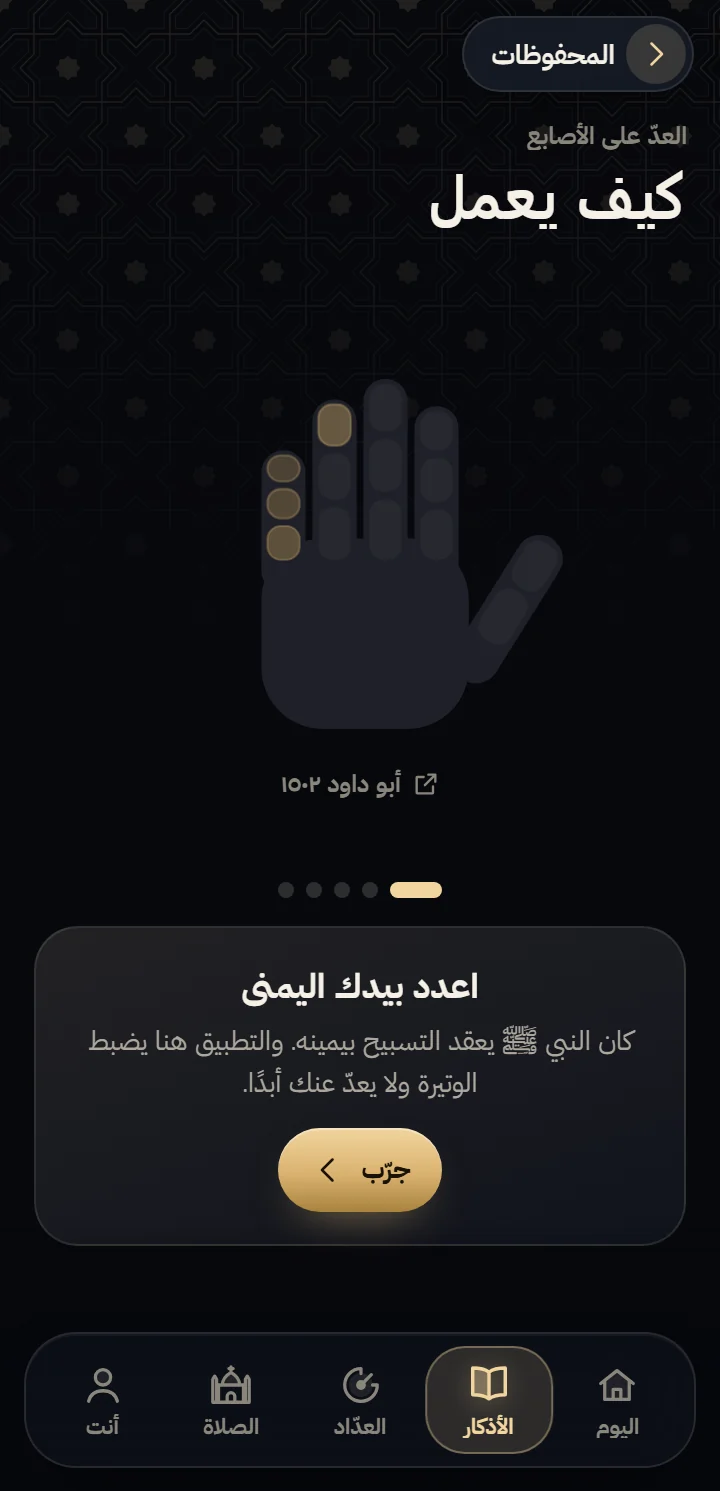 المحفوظات
العدّ على الأصابع
كيف يعمل
أبو داود ١٥٠٢
اعدد بيدك اليمنى
كان النبي ﷺ يعقد التسبيح بيمينه. والتطبيق هنا يضبط
الوتيرة ولا يعدّ عنك أبدًا.
جرّب
اليوم
الأذكار
العدّاد
الصلاة
أنت